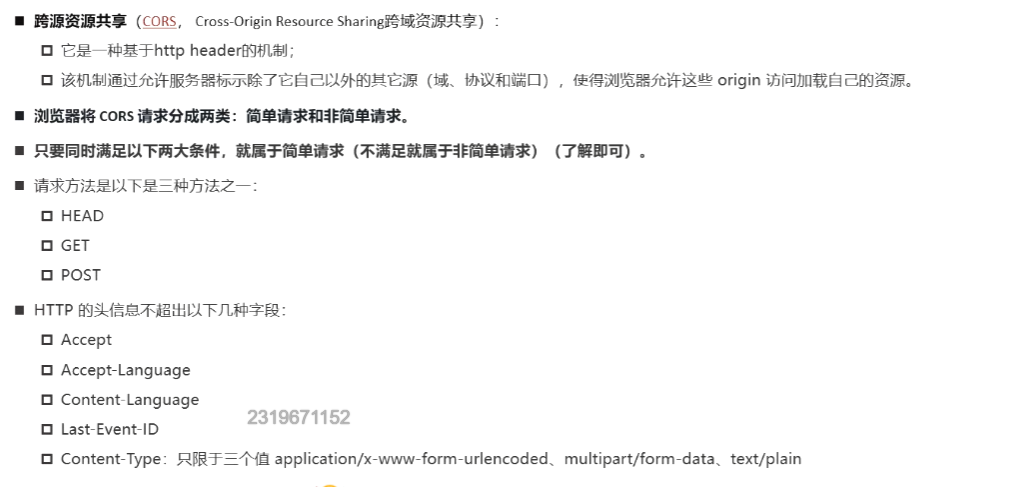 跨源资源共享（CORS， Cross-Origin Resource Sharing跨域资源共享）：
它是一种基于http header的机制；
该机制通过允许服务器标示除了它自己以外的其它源（域、协议和端口），使得浏览器允许这些 origin 访问加载自己的资源。
浏览器将 CORS 请求分成两类：简单请求和非简单请求。
只要同时满足以下两大条件，就属于简单请求（不满足就属于非简单请求）（了解即可）。
请求方法是以下是三种方法之一：
HEAD
GET
POST
HTTP 的头信息不超出以下几种字段：
Accept
Accept-Language
Content-Language
2319671152
Last-Event-ID
Content-Type：只限于三个值 application/x-www-form-urlencoded、multipart/form-data、text/plain